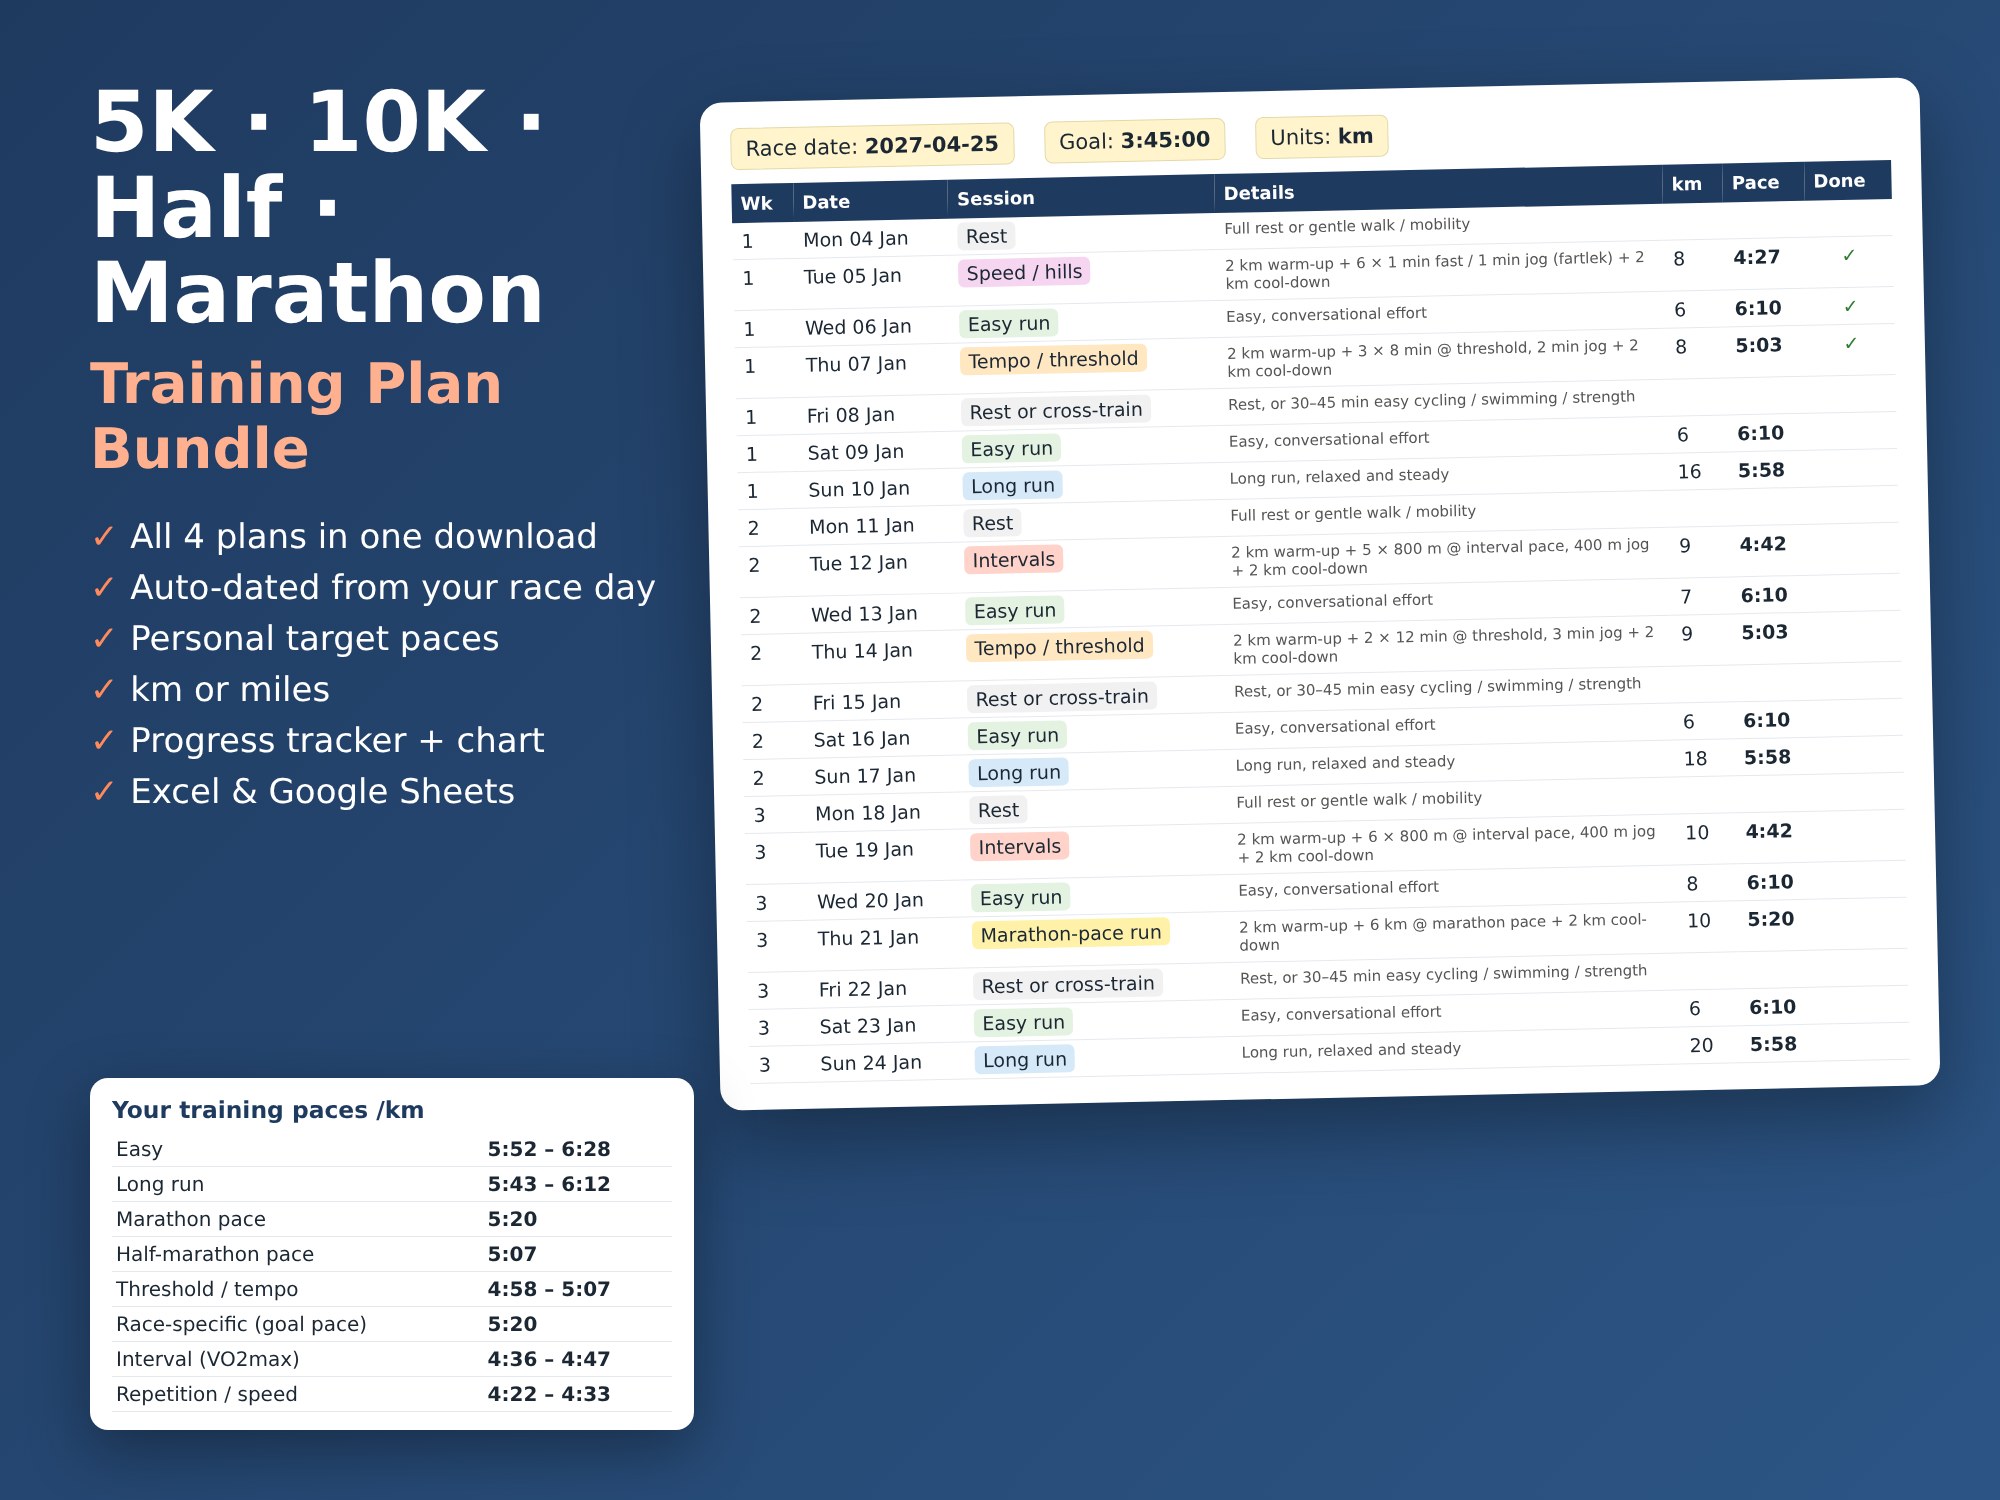 5K · 10K ·
Half ·
Marathon
Training Plan
Bundle
✓ All 4 plans in one download
✓ Auto-dated from your race day
✓ Personal target paces
✓ km or miles
✓ Progress tracker + chart
✓ Excel & Google Sheets
Your training paces /km
Easy 5:52 – 6:28
Long run 5:43 – 6:12
Marathon pace 5:20
Half-marathon pace 5:07
Threshold / tempo 4:58 – 5:07
Race-specific (goal pace) 5:20
Interval (VO2max) 4:36 – 4:47
Repetition / speed 4:22 – 4:33
Race date: 2027-04-25 Goal: 3:45:00 Units: km
Wk Date Session Details km Pace Done
1 Mon 04 Jan Rest Full rest or gentle walk / mobility
1 Tue 05 Jan Speed / hills 2 km warm-up + 6 × 1 min fast / 1 min jog (fartlek) + 2 8 4:27 ✓
km cool-down
1 Wed 06 Jan Easy run Easy, conversational effort 6 6:10 ✓
1 Thu 07 Jan Tempo / threshold 2 km warm-up + 3 × 8 min @ threshold, 2 min jog + 2 8 5:03 ✓
km cool-down
1 Fri 08 Jan Rest or cross-train Rest, or 30–45 min easy cycling / swimming / strength
1 Sat 09 Jan Easy run Easy, conversational effort 6 6:10
1 Sun 10 Jan Long run Long run, relaxed and steady 16 5:58
2 Mon 11 Jan Rest Full rest or gentle walk / mobility
2 Tue 12 Jan Intervals 2 km warm-up + 5 × 800 m @ interval pace, 400 m jog 9 4:42
+ 2 km cool-down
2 Wed 13 Jan Easy run Easy, conversational effort 7 6:10
2 Thu 14 Jan Tempo / threshold 2 km warm-up + 2 × 12 min @ threshold, 3 min jog + 2 9 5:03
km cool-down
2 Fri 15 Jan Rest or cross-train Rest, or 30–45 min easy cycling / swimming / strength
2 Sat 16 Jan Easy run Easy, conversational effort 6 6:10
2 Sun 17 Jan Long run Long run, relaxed and steady 18 5:58
3 Mon 18 Jan Rest Full rest or gentle walk / mobility
3 Tue 19 Jan Intervals 2 km warm-up + 6 × 800 m @ interval pace, 400 m jog 10 4:42
+ 2 km cool-down
3 Wed 20 Jan Easy run Easy, conversational effort 8 6:10
3 Thu 21 Jan Marathon-pace run 2 km warm-up + 6 km @ marathon pace + 2 km cool- 10 5:20
down
3 Fri 22 Jan Rest or cross-train Rest, or 30–45 min easy cycling / swimming / strength
3 Sat 23 Jan Easy run Easy, conversational effort 6 6:10
3 Sun 24 Jan Long run Long run, relaxed and steady 20 5:58